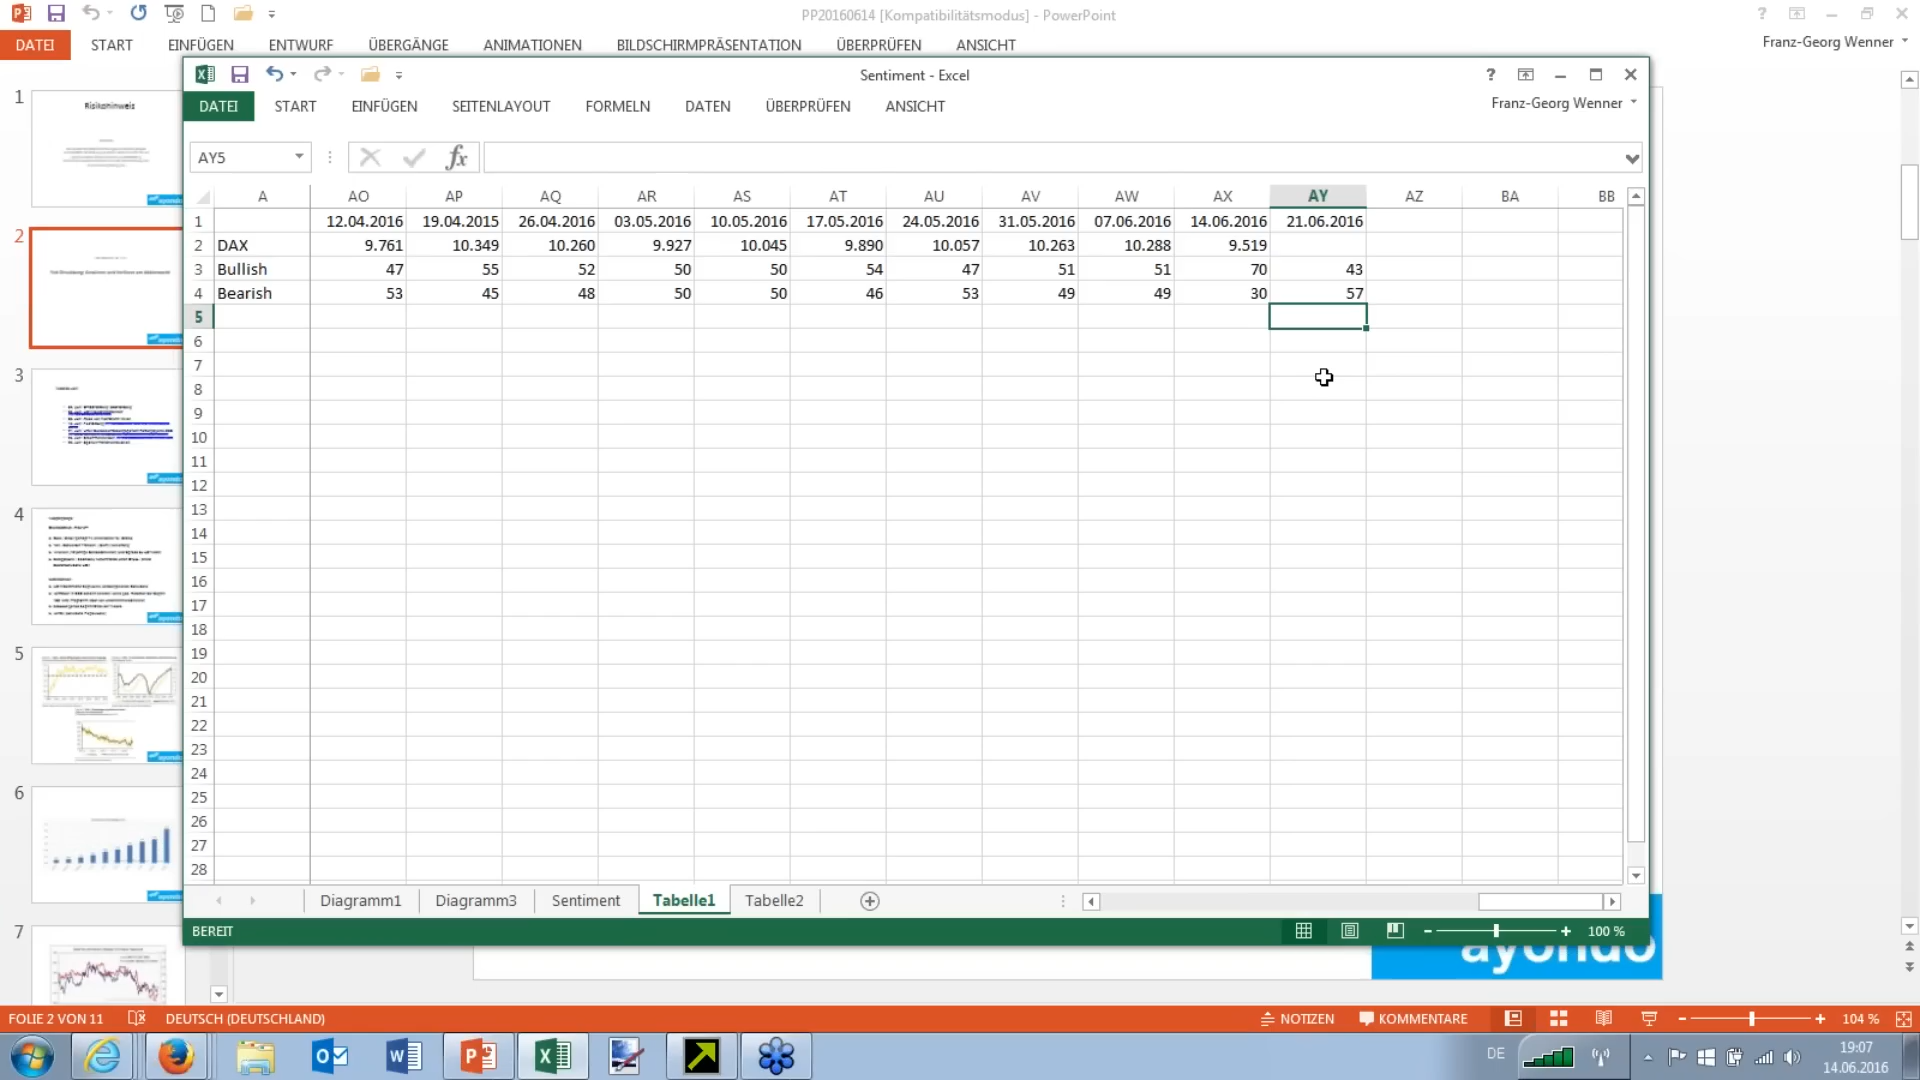 PP20160614 [Kompatibilitätsmodus] - PowerPoint
DATEI START EINFÜGEN ENTWURF ÜBERGÄNGE ANIMATIONEN BILDSCHIRMPRÄSENTATION ÜBERPRÜFEN ANSICHT
Franz-Georg Wenner
Sentiment - Excel
DATEI START EINFÜGEN SEITENLAYOUT FORMELN DATEN ÜBERPRÜFEN ANSICHT
Franz-Georg Wenner
AY5
fx
A AO AP AQ AR AS AT AU AV AW AX AY AZ BA BB
1 12.04.2016 19.04.2015 26.04.2016 03.05.2016 10.05.2016 17.05.2016 24.05.2016 31.05.2016 07.06.2016 14.06.2016 21.06.2016
2 DAX 9.761 10.349 10.260 9.927 10.045 9.890 10.057 10.263 10.288 9.519
3 Bullish 47 55 52 50 50 54 47 51 51 70 43
4 Bearish 53 45 48 50 50 46 53 49 49 30 57
5
6
7
8
9
10
11
12
13
14
15
16
17
18
19
20
21
22
23
24
25
26
27
28
Diagramm1 Diagramm3 Sentiment Tabelle1 Tabelle2
BEREIT
100 %
1
Risikohinweis
2
3
4
5
6
7
ayondo
FOLIE 2 VON 11 DEUTSCH (DEUTSCHLAND)
NOTIZEN KOMMENTARE 104 %
DE
19:07
14.06.2016